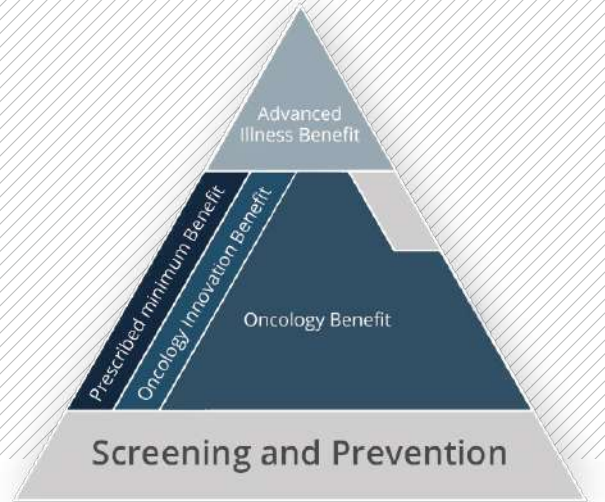 Advanced
Illness Benefit
Prescribed minimum Benefit
Oncology Innovation Benefit
Oncology Benefit
Screening and Prevention